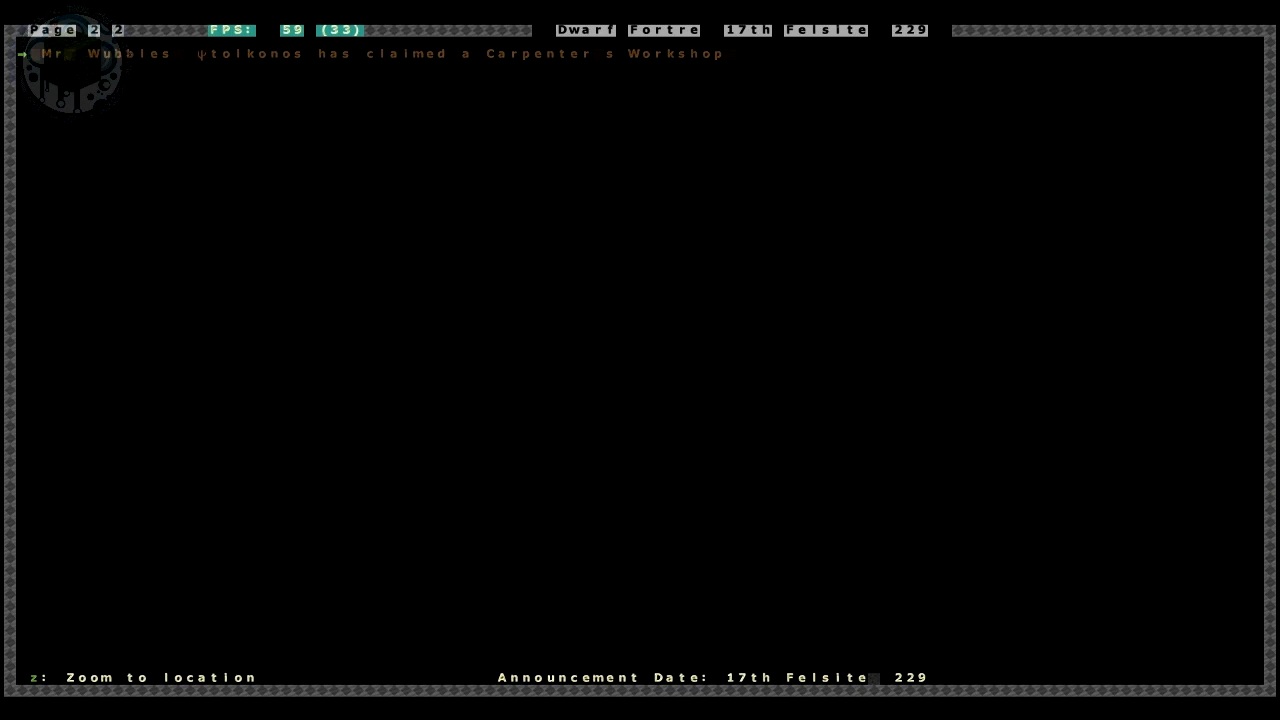 Page 2 2 FPS: 59 (33) Dwarf Fortre 17th Felsite 229
Mr Wubbles ψtolkonos has claimed a Carpenter s Workshop
z: Zoom to location Announcement Date: 17th Felsite 229